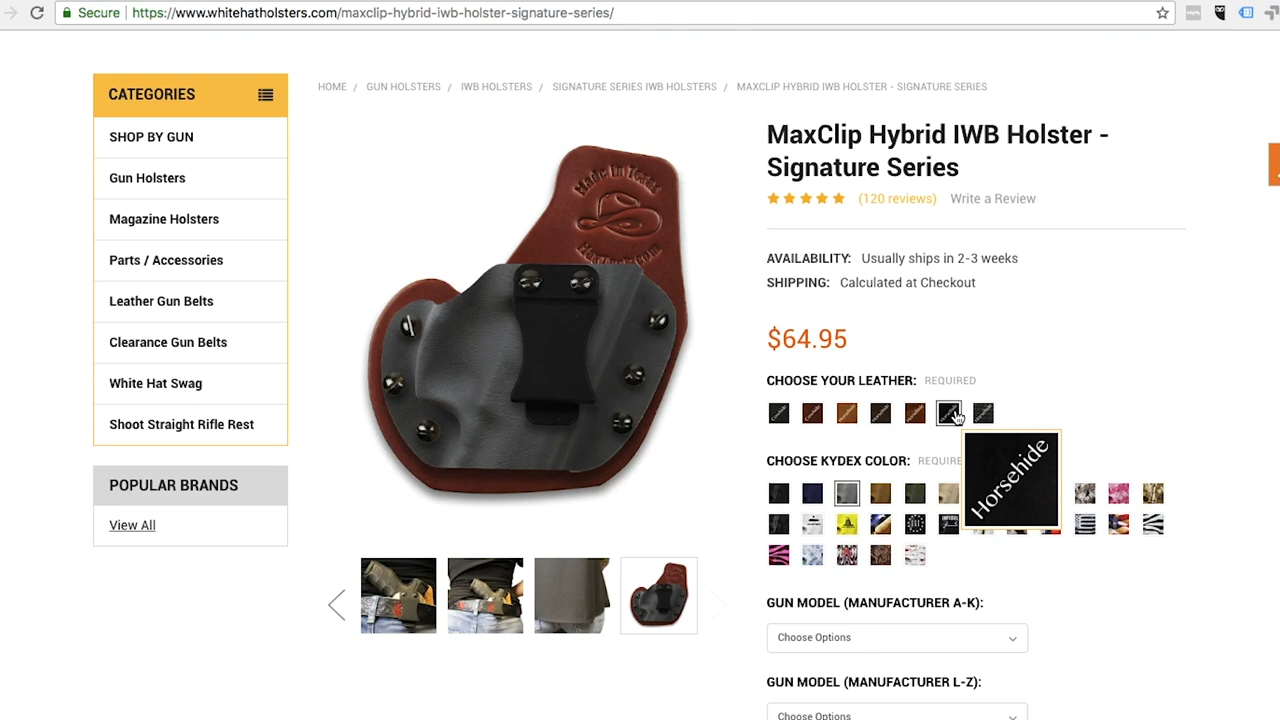 Secure https://www.whitehatholsters.com/maxclip-hybrid-iwb-holster-signature-series/
CATEGORIES
SHOP BY GUN
Gun Holsters
Magazine Holsters
Parts / Accessories
Leather Gun Belts
Clearance Gun Belts
White Hat Swag
Shoot Straight Rifle Rest
POPULAR BRANDS
View All
HOME / GUN HOLSTERS / IWB HOLSTERS / SIGNATURE SERIES IWB HOLSTERS / MAXCLIP HYBRID IWB HOLSTER - SIGNATURE SERIES
Made In Texas
MaxClip Hybrid IWB Holster -
Signature Series
(120 reviews) Write a Review
AVAILABILITY: Usually ships in 2-3 weeks
SHIPPING: Calculated at Checkout
$64.95
CHOOSE YOUR LEATHER: REQUIRED
Horsehide
CHOOSE KYDEX COLOR:
GUN MODEL (MANUFACTURER A-K):
Choose Options
GUN MODEL (MANUFACTURER L-Z):
Choose Options